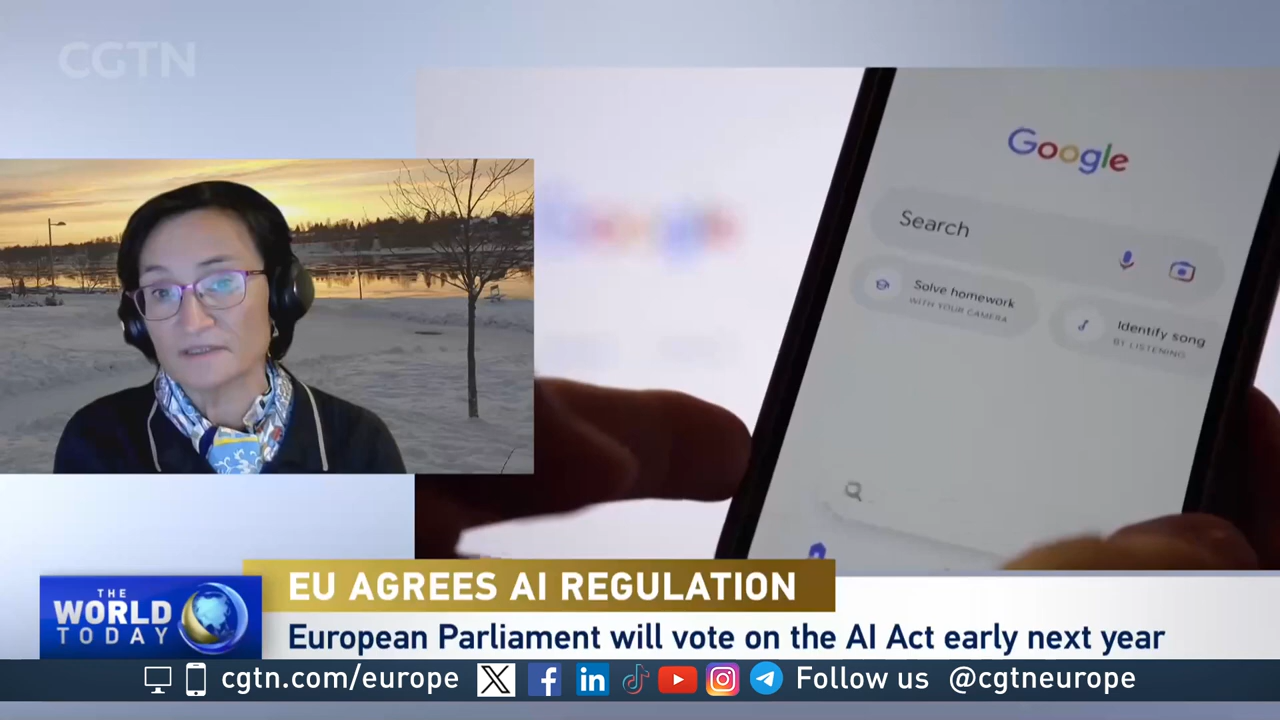 CGTN
Google
Search
Solve homework
WITH YOUR CAMERA
Identify song
BY LISTENING
EU AGREES AI REGULATION
THE
WORLD
TODAY
European Parliament will vote on the AI Act early next year
cgtn.com/europe
Follow us @cgtneurope